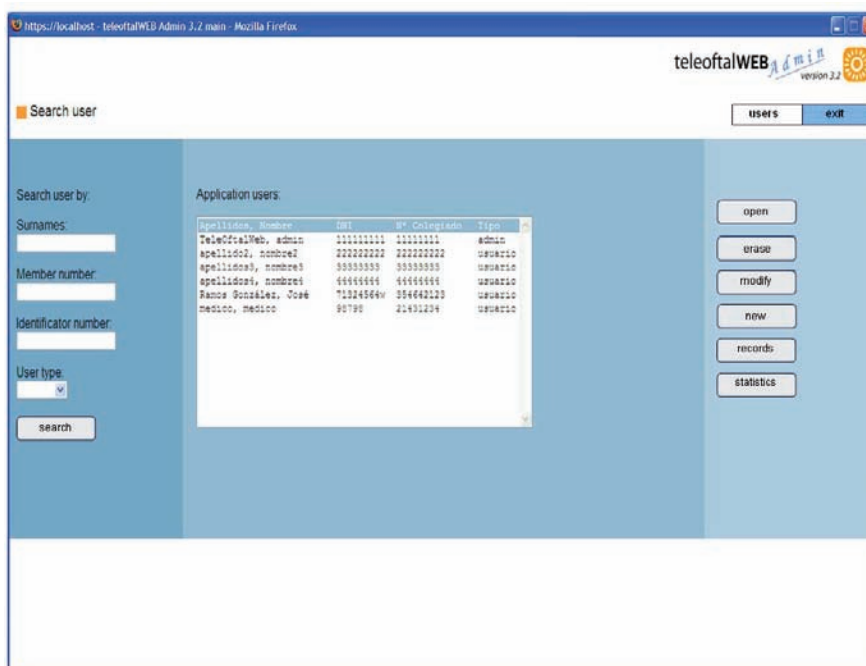 https://localhost - teleoftalWEB Admin 3.2 main - Mozilla Firefox
teleoftalWEB Admin
version 3.2
Search user
users exit
Search user by:
Surnames:
Member number:
Identificator number:
User type:
search
Application users:
Apellidos, Nombre DNI Nº Colegiado Tipo
TeleOftalWeb, admin 111111111 11111111 admin
apellido2, nombre2 222222222 222222222 usuario
apellidos3, nombre3 33333333 33333333 usuario
apellidos4, nombre4 44444444 44444444 usuario
Ramos González, José 71324564w 354642123 usuario
medico, medico 98798 21431234 usuario
open
erase
modify
new
records
statistics